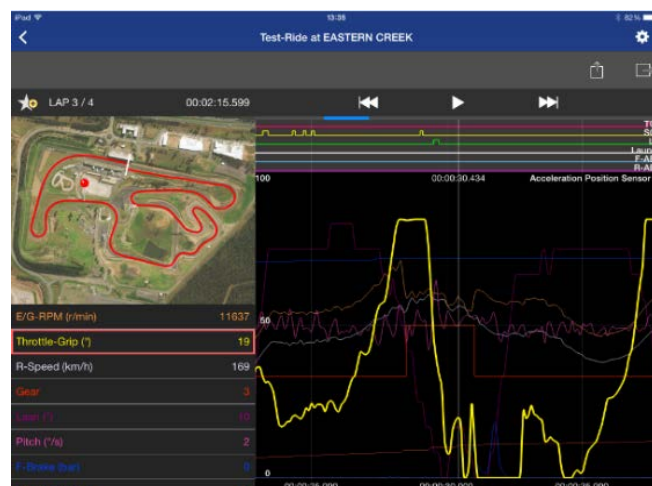 iPad 13:38 82%
Test-Ride at EASTERN CREEK
LAP 3 / 4 00:02:15.599
Laun
100 00:00:30.434 Acceleration Position Sensor
E/G-RPM (r/min) 11637
50
Throttle-Grip (°) 19
R-Speed (km/h) 169
Gear 3
Lean (°) 10
Pitch (°/s) 2
F-Brake (bar) 0
0